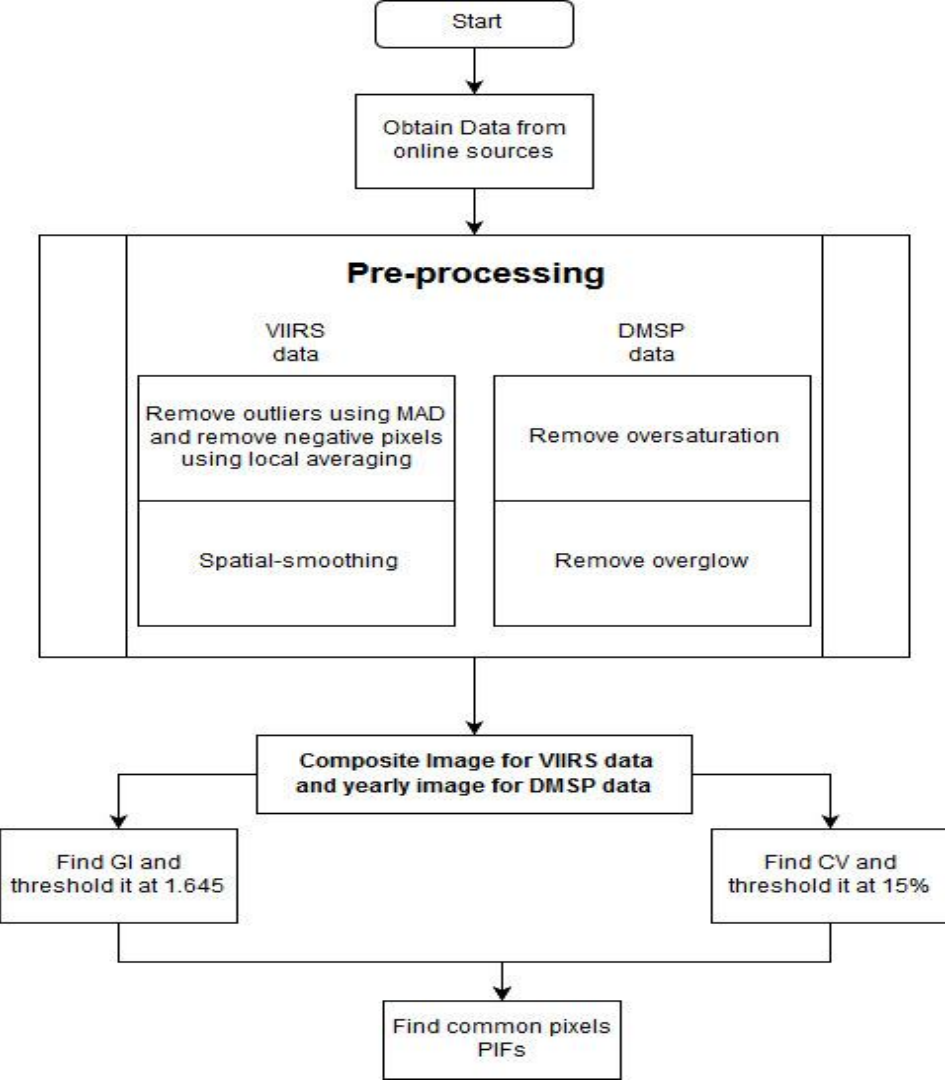 Start
Obtain Data from
online sources
Pre-processing
VIIRS
data
Remove outliers using MAD
and remove negative pixels
using local averaging
Spatial-smoothing
DMSP
data
Remove oversaturation
Remove overglow
Composite Image for VIIRS data
and yearly image for DMSP data
Find GI and
threshold it at 1.645
Find CV and
threshold it at 15%
Find common pixels
PIFs